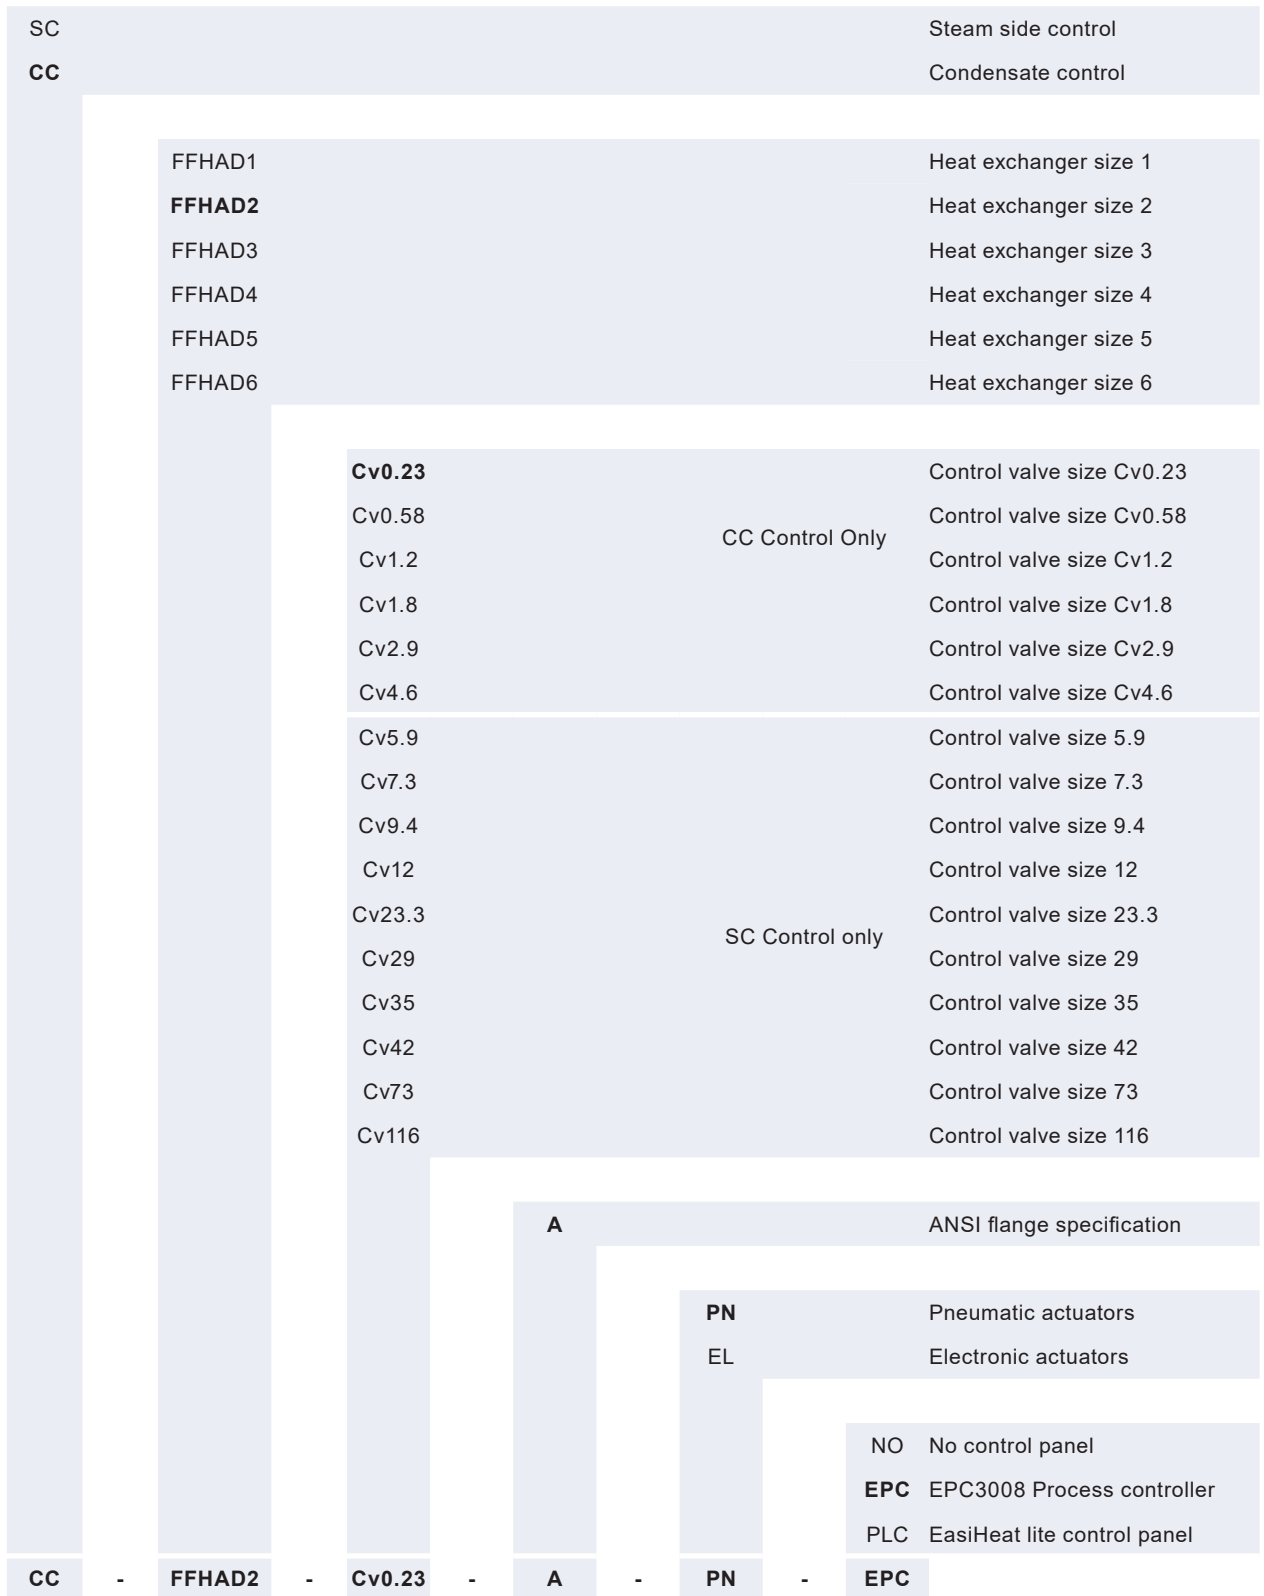 SC Steam side control
CC Condensate control
FFHAD1 Heat exchanger size 1
FFHAD2 Heat exchanger size 2
FFHAD3 Heat exchanger size 3
FFHAD4 Heat exchanger size 4
FFHAD5 Heat exchanger size 5
FFHAD6 Heat exchanger size 6
Cv0.23 Control valve size Cv0.23
Cv0.58 Control valve size Cv0.58
CC Control Only
Cv1.2 Control valve size Cv1.2
Cv1.8 Control valve size Cv1.8
Cv2.9 Control valve size Cv2.9
Cv4.6 Control valve size Cv4.6
Cv5.9 Control valve size 5.9
Cv7.3 Control valve size 7.3
Cv9.4 Control valve size 9.4
Cv12 Control valve size 12
Cv23.3 Control valve size 23.3
SC Control only
Cv29 Control valve size 29
Cv35 Control valve size 35
Cv42 Control valve size 42
Cv73 Control valve size 73
Cv116 Control valve size 116
A ANSI flange specification
PN Pneumatic actuators
EL Electronic actuators
NO No control panel
EPC EPC3008 Process controller
PLC EasiHeat lite control panel
CC - FFHAD2 - Cv0.23 - A - PN - EPC